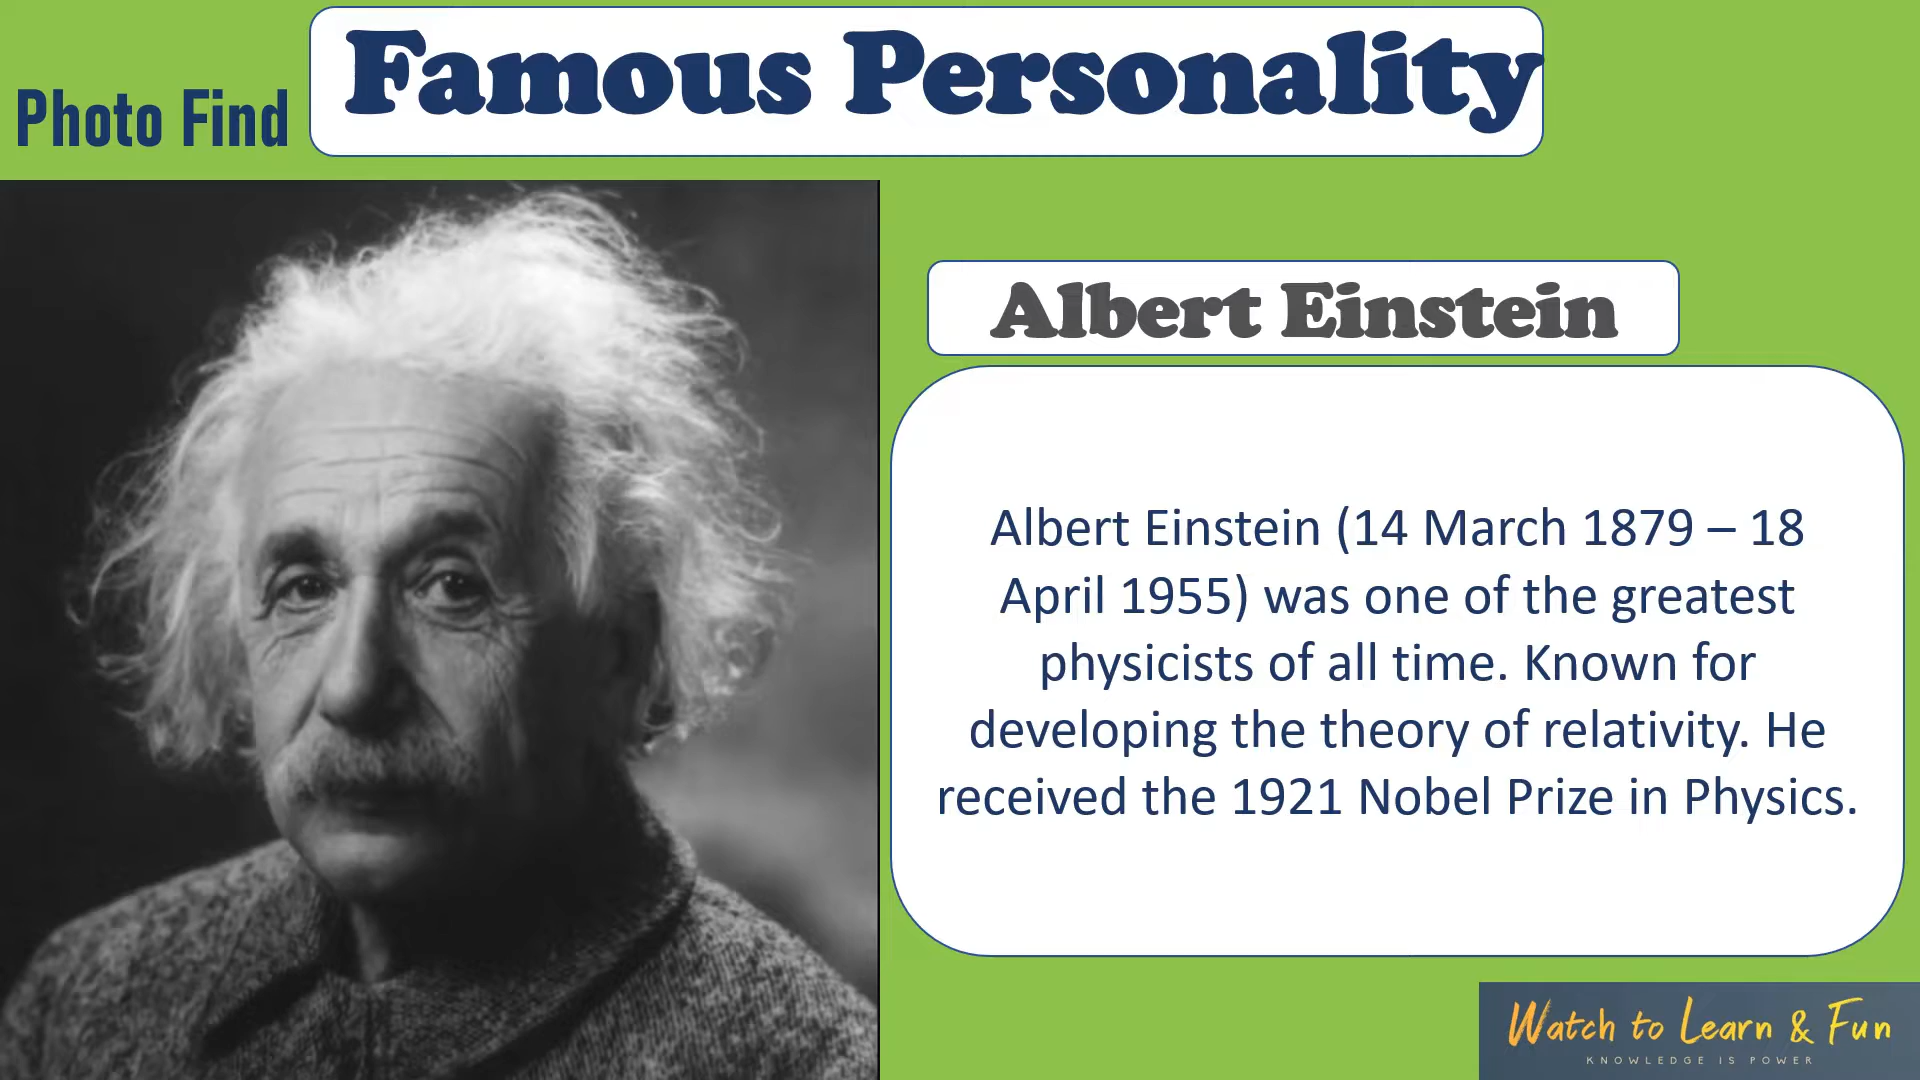 Photo Find
Famous Personality
Albert Einstein
Albert Einstein (14 March 1879 – 18
April 1955) was one of the greatest
physicists of all time. Known for
developing the theory of relativity. He
received the 1921 Nobel Prize in Physics.
Watch to Learn & Fun
KNOWLEDGE IS POWER